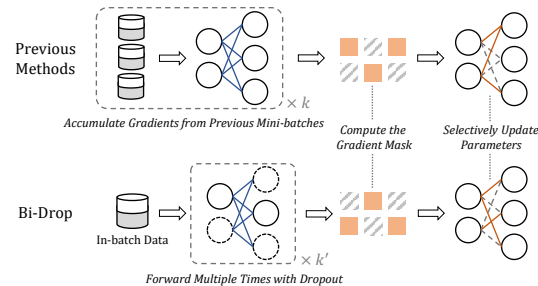 Previous
Methods
× k
Accumulate Gradients from Previous Mini-batches
Compute the
Gradient Mask
Selectively Update
Parameters
Bi-Drop
In-batch Data
× k′
Forward Multiple Times with Dropout